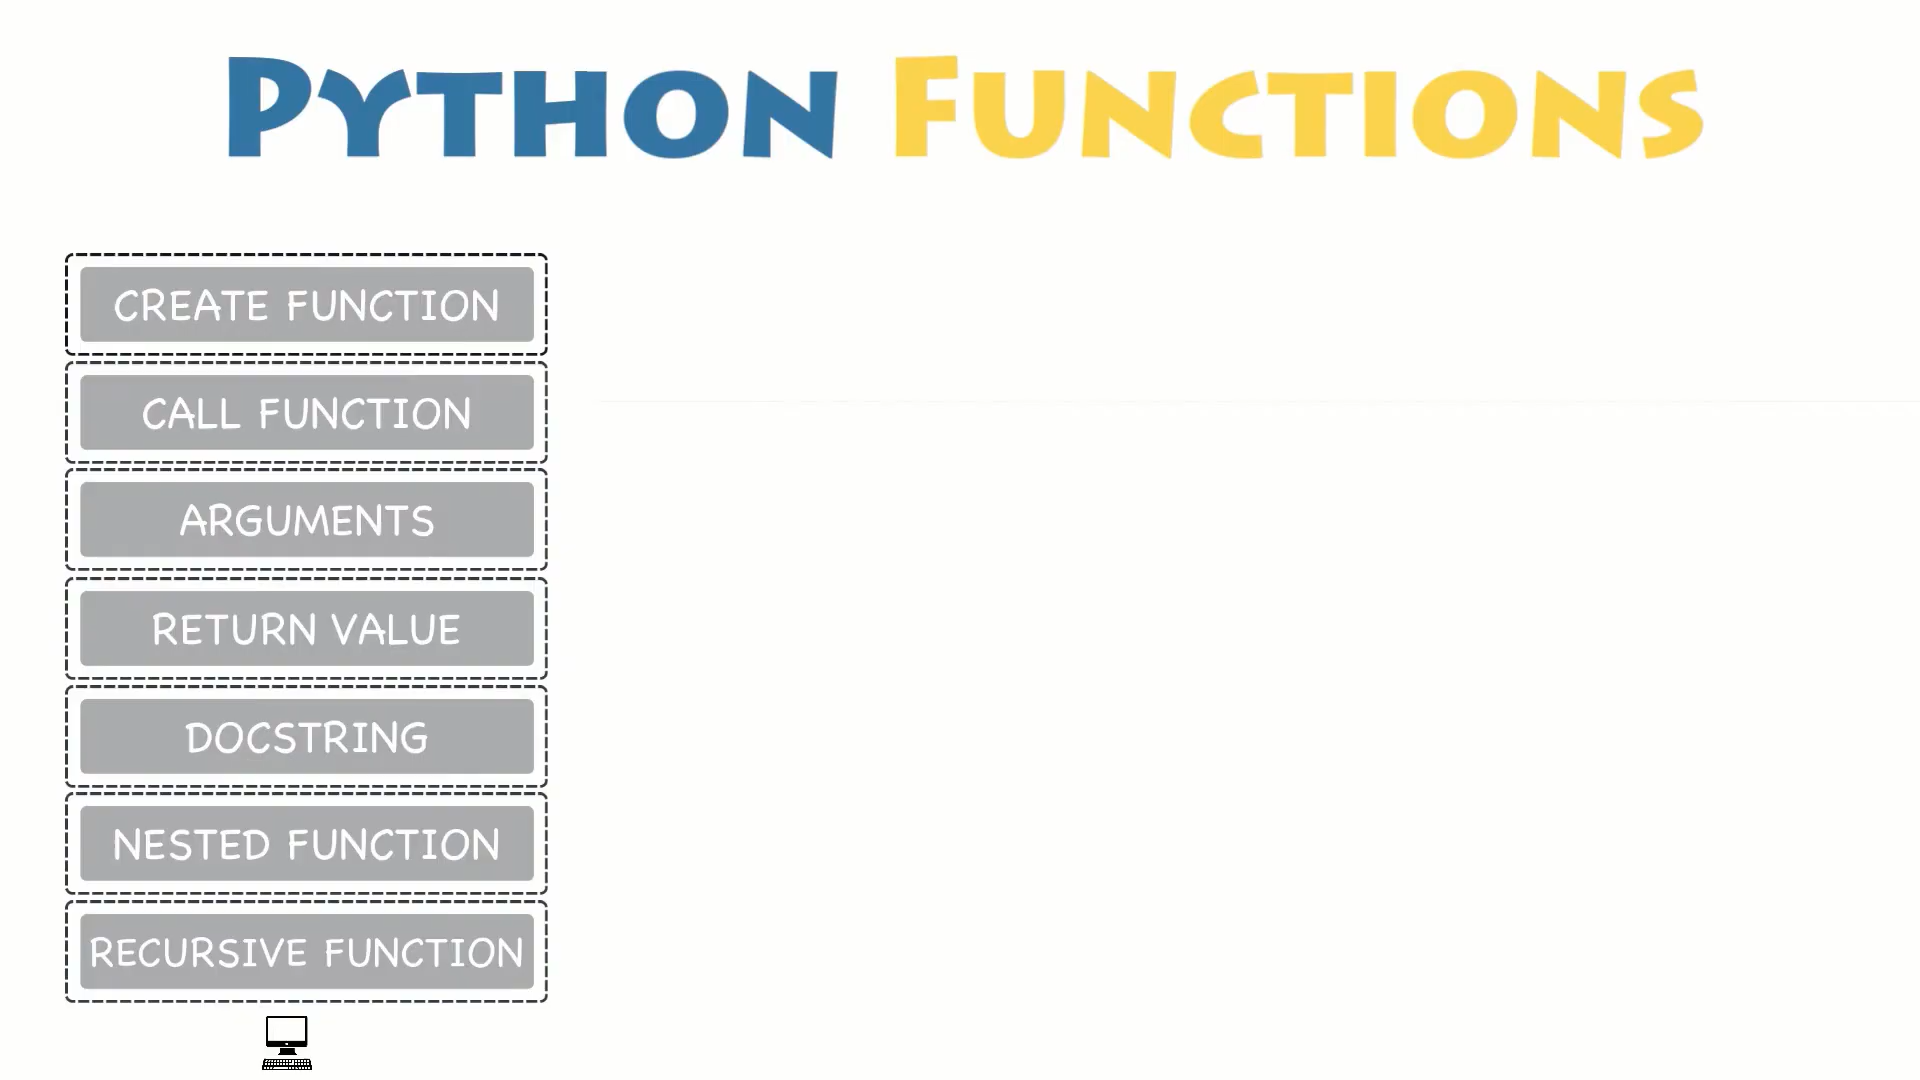 PYTHON FUNCTIONS
CREATE FUNCTION
CALL FUNCTION
ARGUMENTS
RETURN VALUE
DOCSTRING
NESTED FUNCTION
RECURSIVE FUNCTION